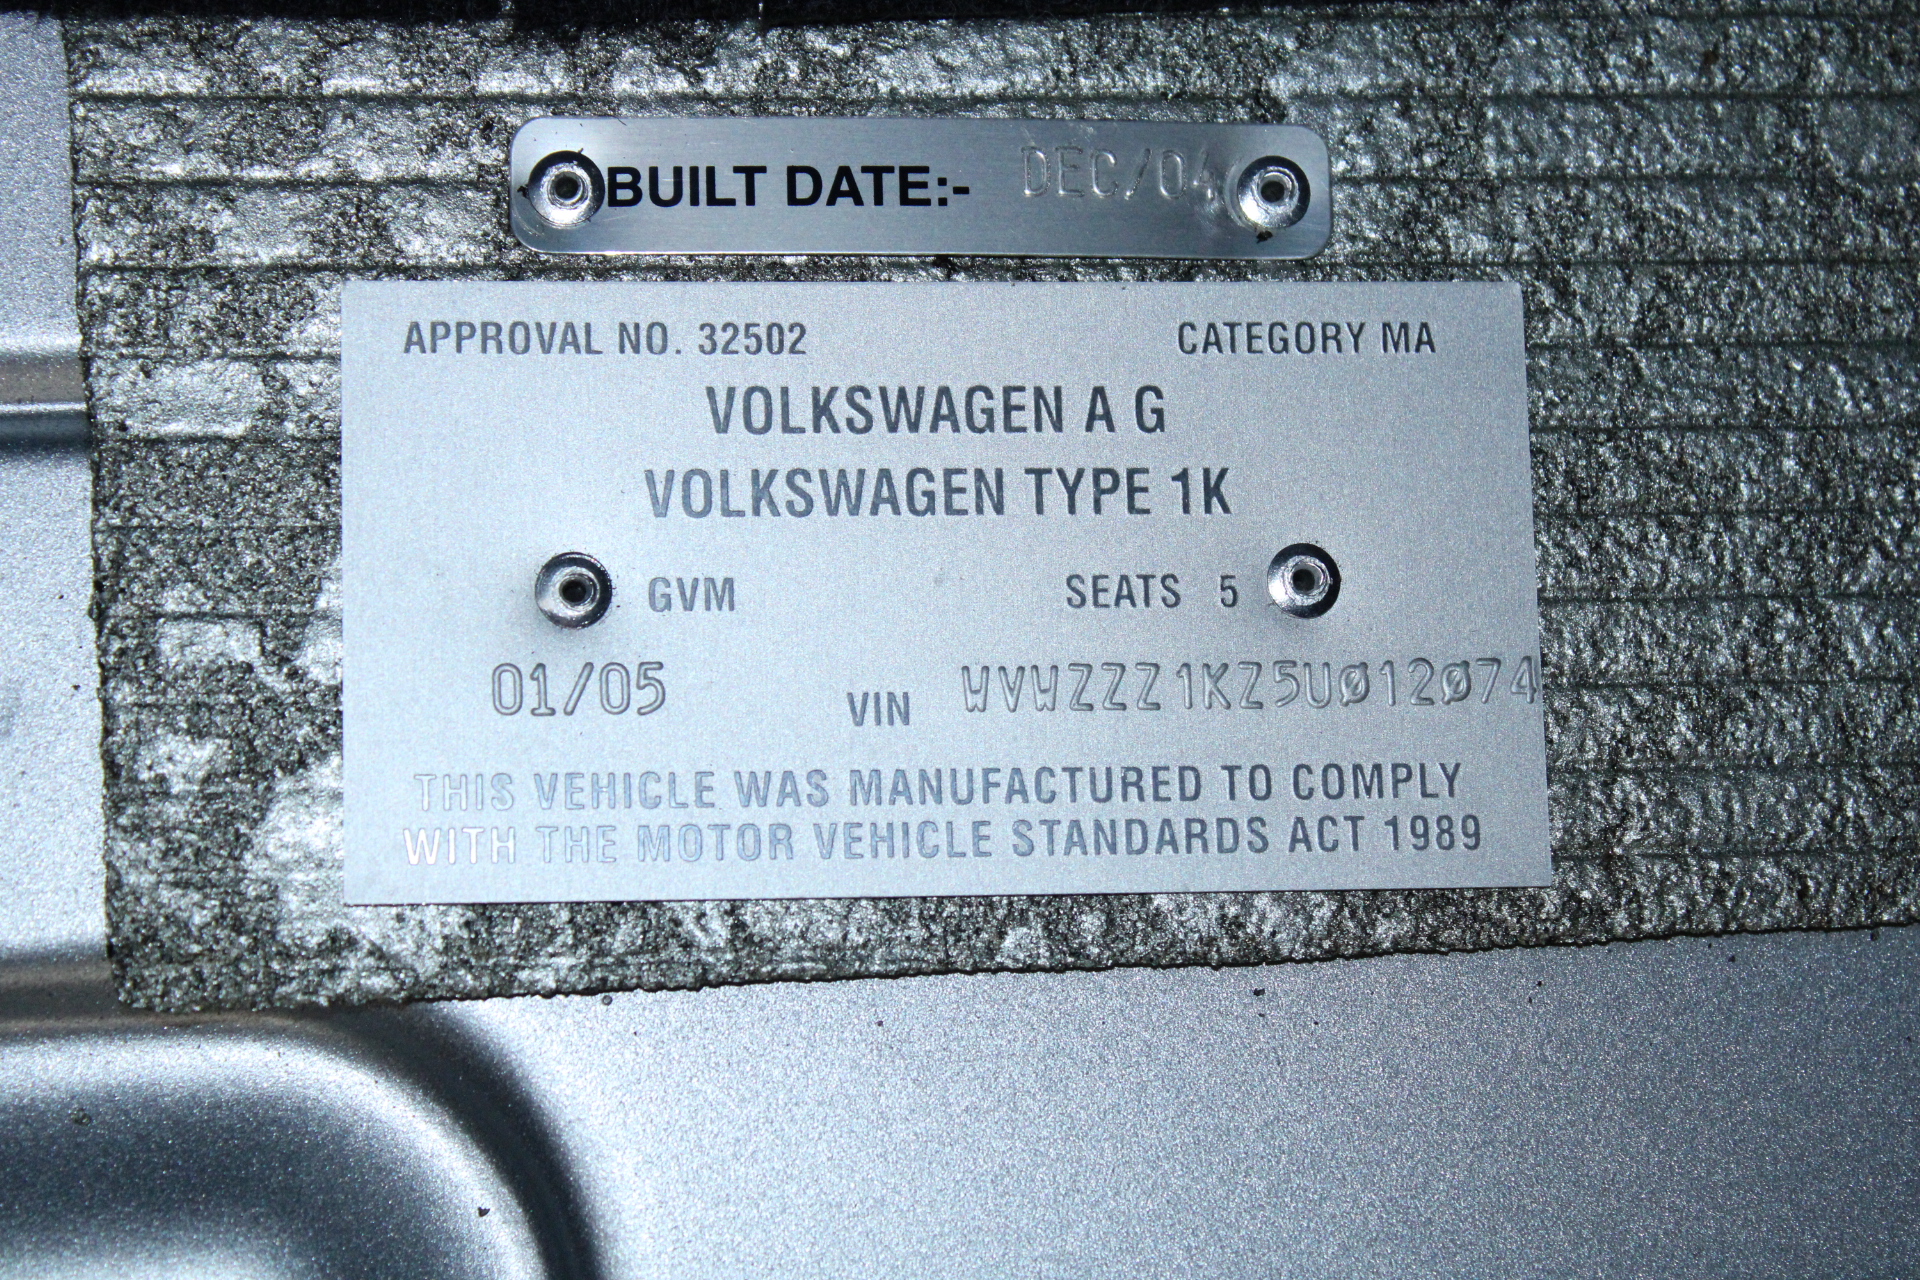 BUILT DATE:- DEC/04
APPROVAL NO. 32502 CATEGORY MA
VOLKSWAGEN A G
VOLKSWAGEN TYPE 1K
GVM SEATS 5
01/05 VIN WVWZZZ1KZ5U012074
THIS VEHICLE WAS MANUFACTURED TO COMPLY
WITH THE MOTOR VEHICLE STANDARDS ACT 1989